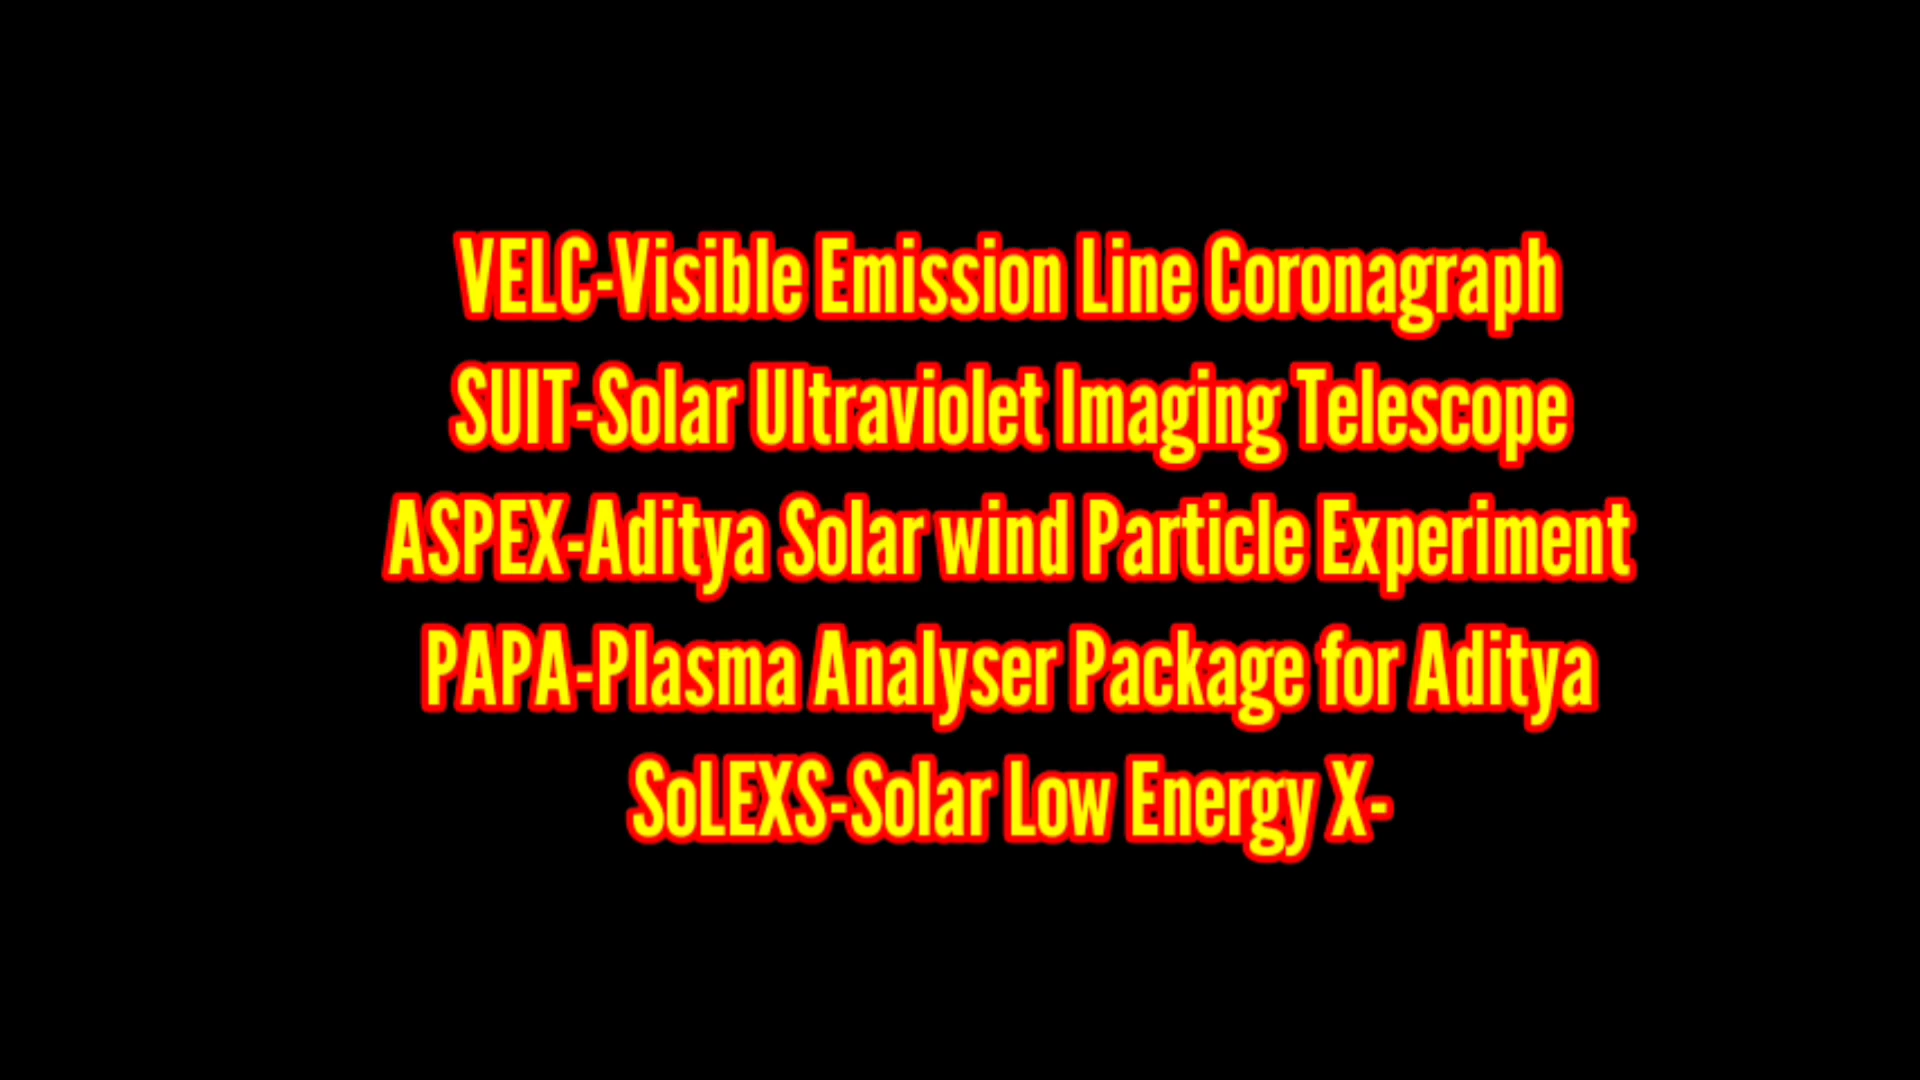 VELC-Visible Emission Line Coronagraph
SUIT-Solar Ultraviolet Imaging Telescope
ASPEX-Aditya Solar wind Particle Experiment
PAPA-Plasma Analyser Package for Aditya
SoLEXS-Solar Low Energy X-